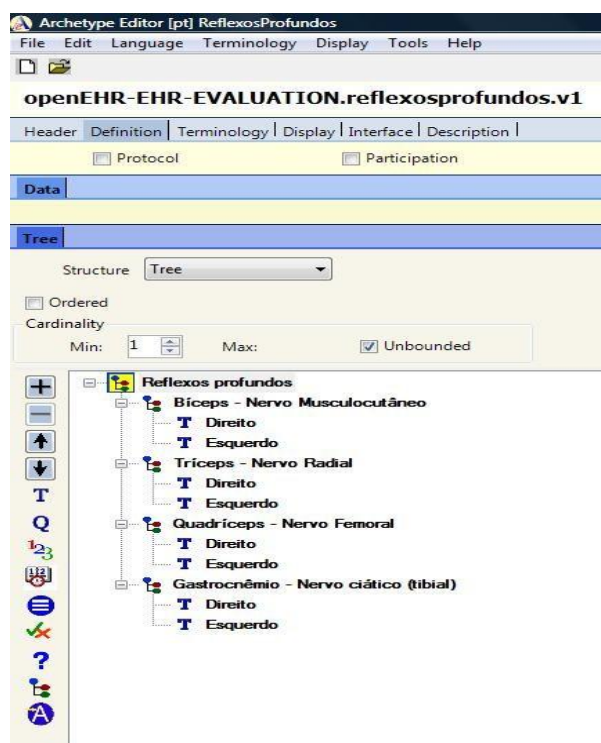 Archetype Editor [pt] ReflexosProfundos
File Edit Language Terminology Display Tools Help
openEHR-EHR-EVALUATION.reflexosprofundos.v1
Header Definition Terminology Display Interface Description
Protocol Participation
Data
Tree
Structure Tree
Ordered
Cardinality
Min: 1 Max: Unbounded
Reflexos profundos
Bíceps - Nervo Musculocutâneo
T Direito
T Esquerdo
Tríceps - Nervo Radial
T Direito
T Esquerdo
Quadríceps - Nervo Femoral
T Direito
T Esquerdo
Gastrocnêmio - Nervo ciático (tibial)
T Direito
T Esquerdo
T
Q
123
?
A